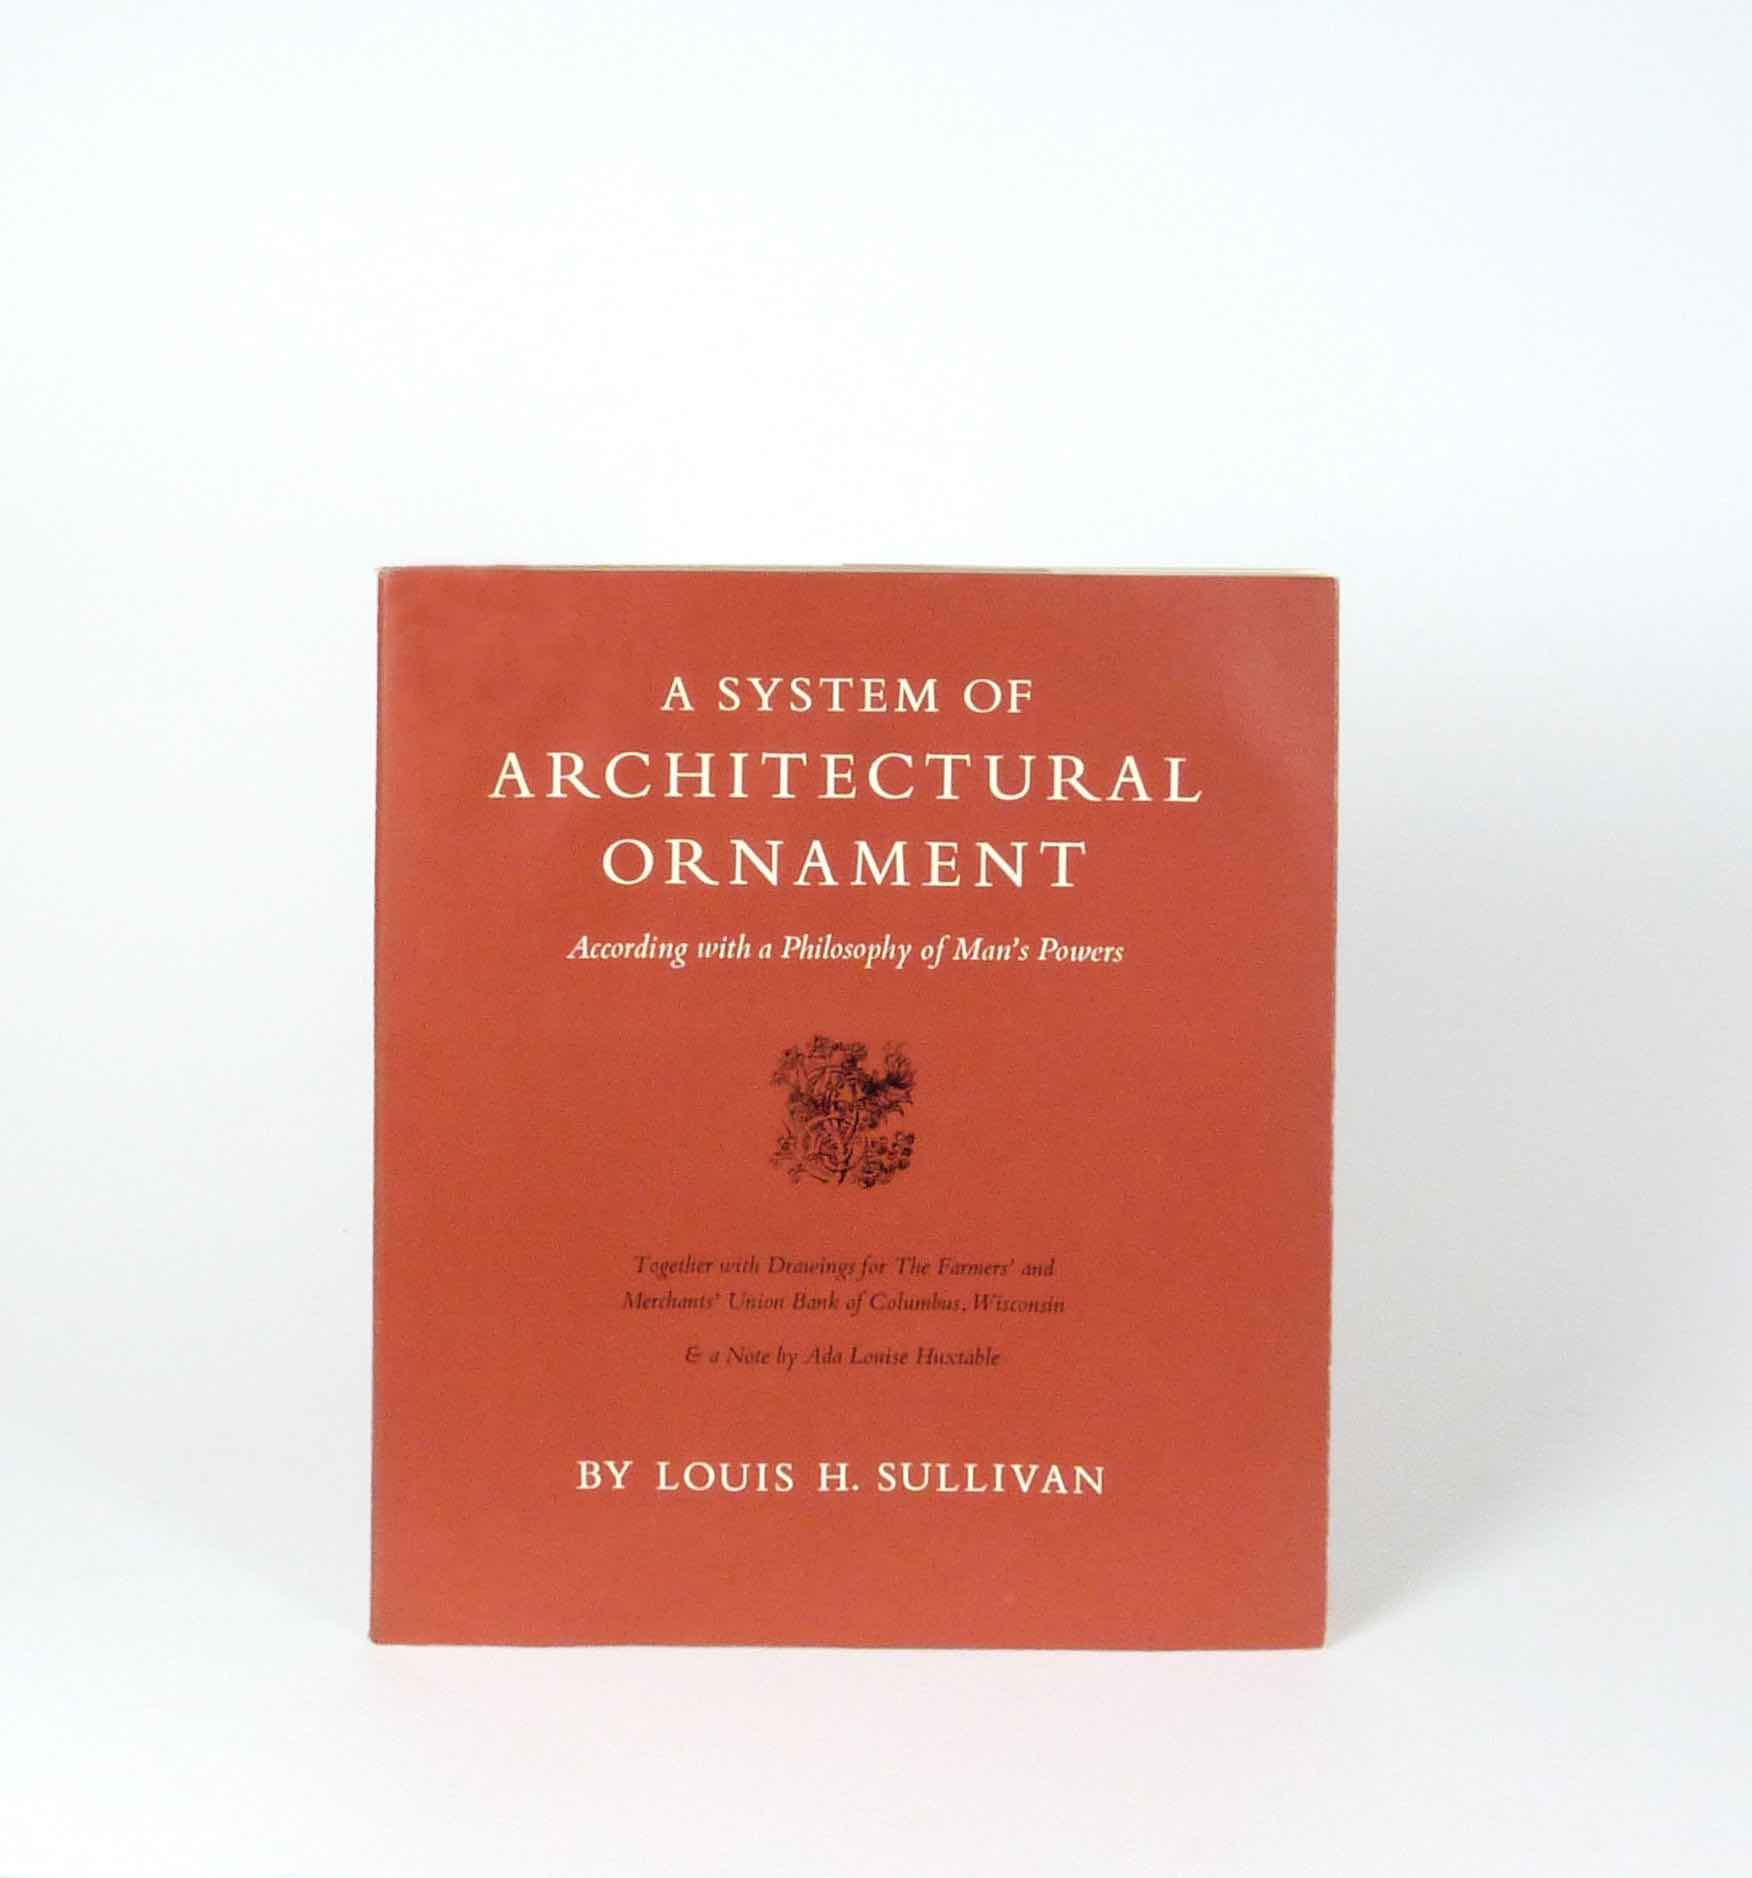 A SYSTEM OF
ARCHITECTURAL
ORNAMENT
According with a Philosophy of Man's Powers
Together with Drawings for The Farmers' and
Merchants' Union Bank of Columbus, Wisconsin
& a Note by Ada Louise Huxtable
BY LOUIS H. SULLIVAN